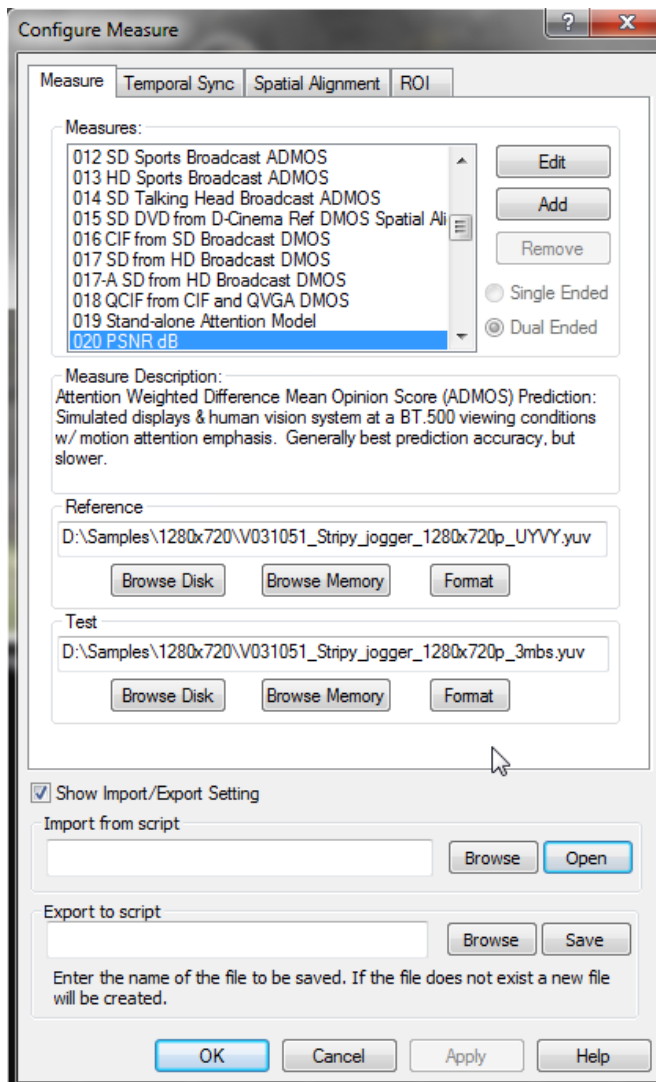 Configure Measure
Measure
Temporal Sync
Spatial Alignment
ROI
Measures:
012 SD Sports Broadcast ADMOS
013 HD Sports Broadcast ADMOS
014 SD Talking Head Broadcast ADMOS
015 SD DVD from D-Cinema Ref DMOS Spatial Ali
016 CIF from SD Broadcast DMOS
017 SD from HD Broadcast DMOS
017-A SD from HD Broadcast DMOS
018 QCIF from CIF and QVGA DMOS
019 Stand-alone Attention Model
020 PSNR dB
Edit
Add
Remove
Single Ended
Dual Ended
Measure Description:
Attention Weighted Difference Mean Opinion Score (ADMOS) Prediction:
Simulated displays & human vision system at a BT.500 viewing conditions
w/ motion attention emphasis. Generally best prediction accuracy, but
slower.
Reference
D:\Samples\1280x720\V031051_Stripy_jogger_1280x720p_UYVY.yuv
Browse Disk
Browse Memory
Format
Test
D:\Samples\1280x720\V031051_Stripy_jogger_1280x720p_3mbs.yuv
Browse Disk
Browse Memory
Format
Show Import/Export Setting
Import from script
Browse
Open
Export to script
Browse
Save
Enter the name of the file to be saved. If the file does not exist a new file
will be created.
OK
Cancel
Apply
Help